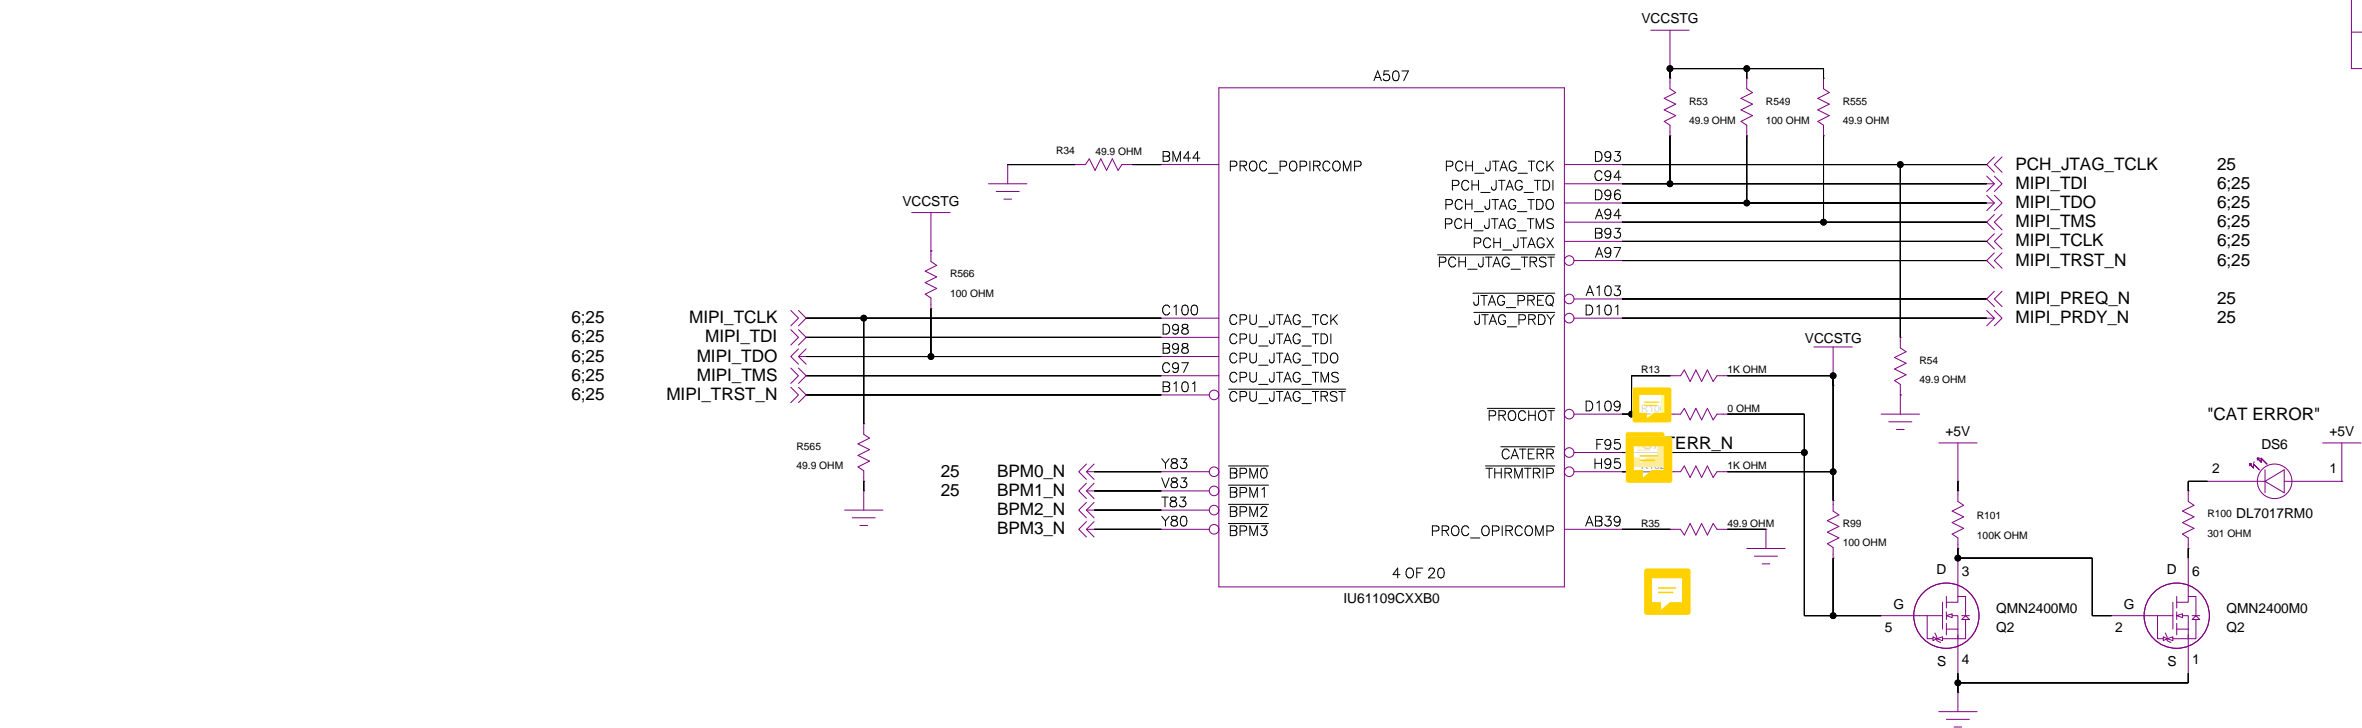 VCCSTG
A507
R53
49.9 OHM
R549
100 OHM
R555
49.9 OHM
R34 49.9 OHM
BM44
PROC_POPIRCOMP
VCCSTG
R566
100 OHM
PCH_JTAG_TCK D93 PCH_JTAG_TCLK 25
PCH_JTAG_TDI C94 MIPI_TDI 6;25
PCH_JTAG_TDO D96 MIPI_TDO 6;25
PCH_JTAG_TMS A94 MIPI_TMS 6;25
PCH_JTAGX B93 MIPI_TCLK 6;25
PCH_JTAG_TRST A97 MIPI_TRST_N 6;25
JTAG_PREQ A103 MIPI_PREQ_N 25
JTAG_PRDY D101 MIPI_PRDY_N 25
6;25 MIPI_TCLK C100 CPU_JTAG_TCK
6;25 MIPI_TDI D98 CPU_JTAG_TDI
6;25 MIPI_TDO B98 CPU_JTAG_TDO
6;25 MIPI_TMS C97 CPU_JTAG_TMS
6;25 MIPI_TRST_N B101 CPU_JTAG_TRST
R565
49.9 OHM
25 BPM0_N Y83 BPM0
25 BPM1_N V83 BPM1
BPM2_N T83 BPM2
BPM3_N Y80 BPM3
VCCSTG
R54
49.9 OHM
R13 1K OHM
PROCHOT D109 0 OHM
CATERR F95 ERR_N
THRMTRIP H95 1K OHM
PROC_OPIRCOMP AB39 R35 49.9 OHM
R99
100 OHM
4 OF 20
IU61109CXXB0
"CAT ERROR"
+5V
DS6
+5V
2 1
DL7017RM0
R101
100K OHM
R100
301 OHM
D 3
G
5
S 4
QMN2400M0
Q2
D 6
G
2
S 1
QMN2400M0
Q2